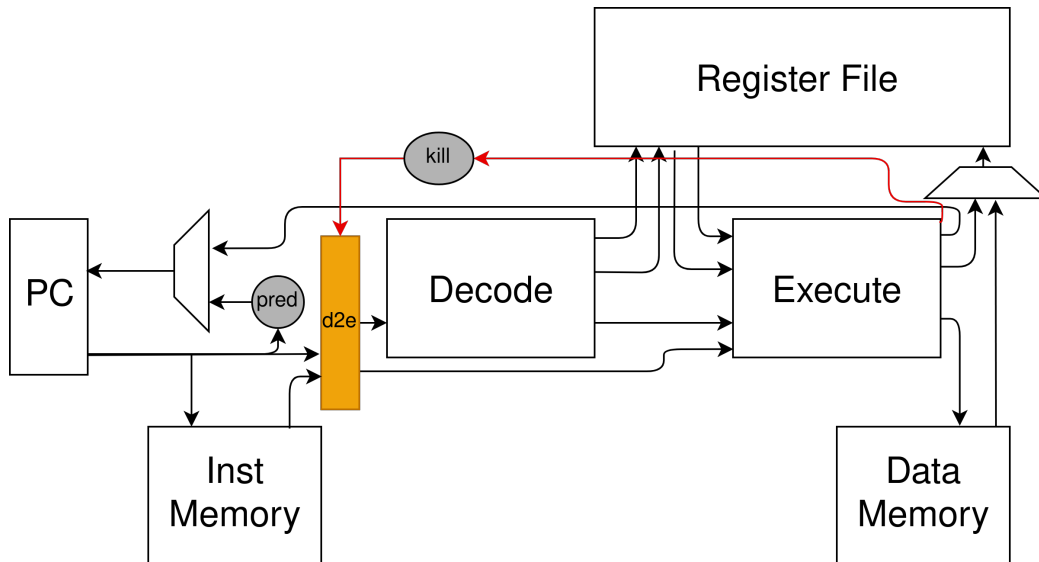 Register File
kill
PC
pred
d2e
Decode
Execute
Inst
Memory
Data
Memory